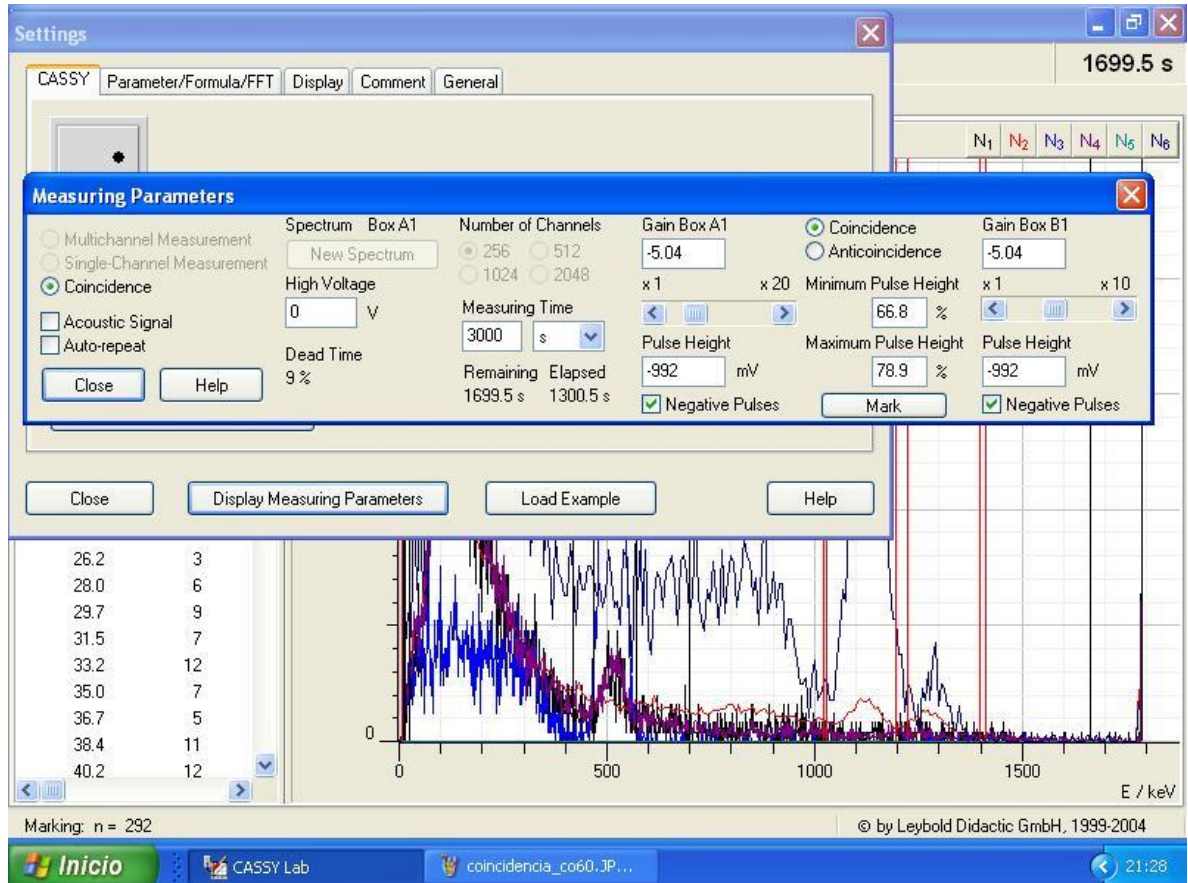 Settings
1699.5 s
CASSY Parameter/Formula/FFT Display Comment General
N1 N2 N3 N4 N5 N6
Measuring Parameters
Multichannel Measurement
Single-Channel Measurement
Coincidence
Acoustic Signal
Auto-repeat
Close Help
Spectrum Box A1
New Spectrum
High Voltage
0 V
Dead Time
9 %
Number of Channels
256 512
1024 2048
Measuring Time
3000 s
Remaining Elapsed
1699.5 s 1300.5 s
Gain Box A1
-5.04
x 1 x 20
Pulse Height
-992 mV
Negative Pulses
Coincidence
Anticoincidence
Minimum Pulse Height
66.8 %
Maximum Pulse Height
78.9 %
Mark
Gain Box B1
-5.04
x 1 x 10
Pulse Height
-992 mV
Negative Pulses
Close Display Measuring Parameters Load Example Help
26.2 3
28.0 6
29.7 9
31.5 7
33.2 12
35.0 7
36.7 5
38.4 11
40.2 12
0
0 500 1000 1500
E / keV
Marking: n = 292
© by Leybold Didactic GmbH, 1999-2004
Inicio CASSY Lab coincidencia_co60.JP... 21:28